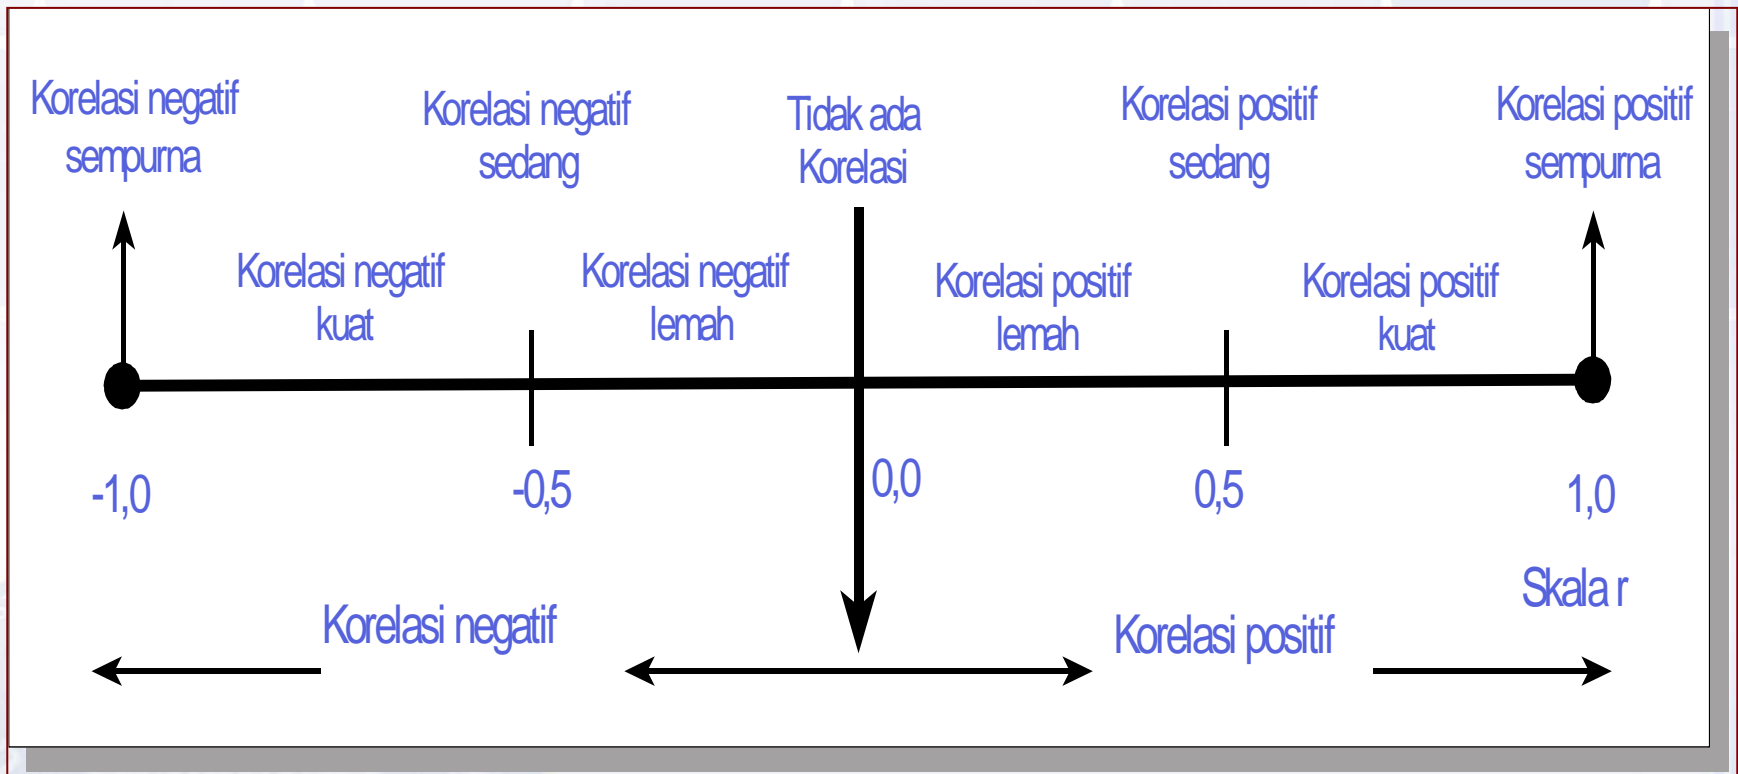 Korelasi negatif
sempurna
Korelasi negatif
sedang
Tidak ada
Korelasi
Korelasi positif
sedang
Korelasi positif
sempurna
Korelasi negatif
kuat
Korelasi negatif
lemah
Korelasi positif
lemah
Korelasi positif
kuat
-1,0
-0,5
0,0
0,5
1,0
Skala r
Korelasi negatif
Korelasi positif